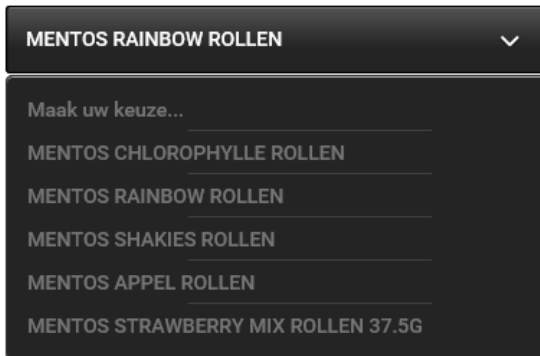 MENTOS RAINBOW ROLLEN
Maak uw keuze...
MENTOS CHLOROPHYLLE ROLLEN
MENTOS RAINBOW ROLLEN
MENTOS SHAKIES ROLLEN
MENTOS APPEL ROLLEN
MENTOS STRAWBERRY MIX ROLLEN 37.5G